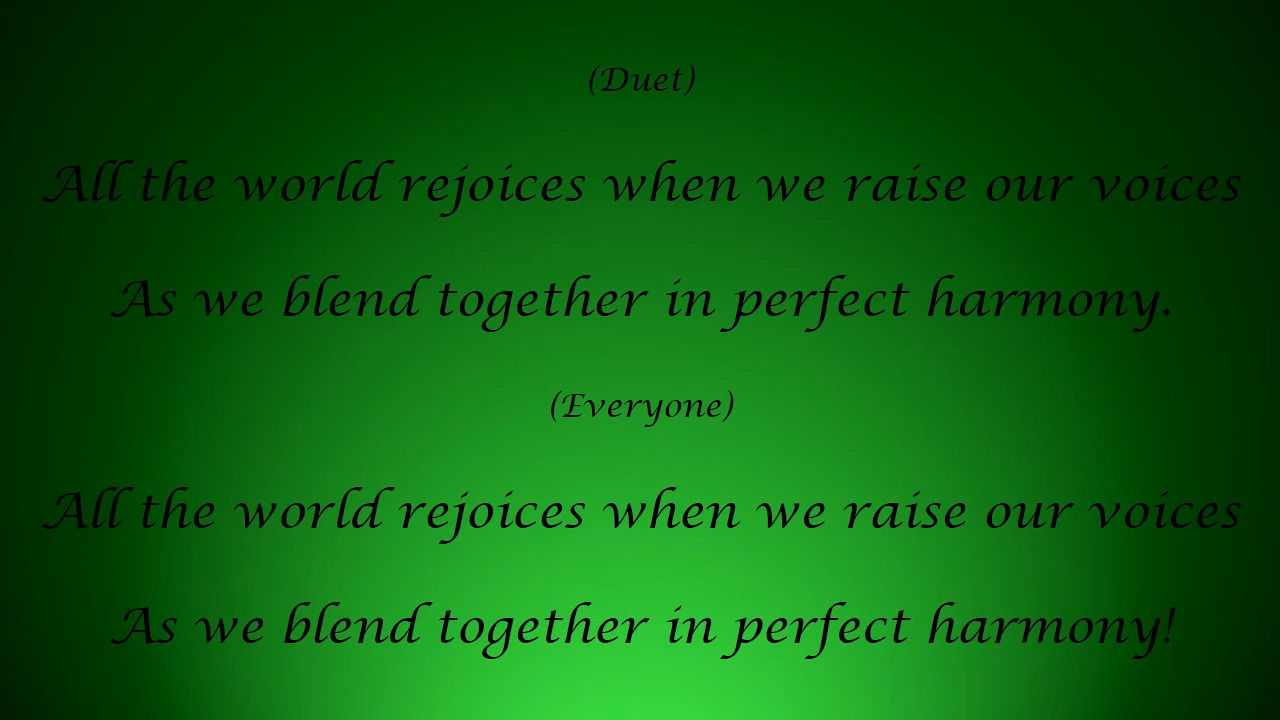 (Duet)
All the world rejoices when we raise our voices
As we blend together in perfect harmony.
(Everyone)
All the world rejoices when we raise our voices
As we blend together in perfect harmony!